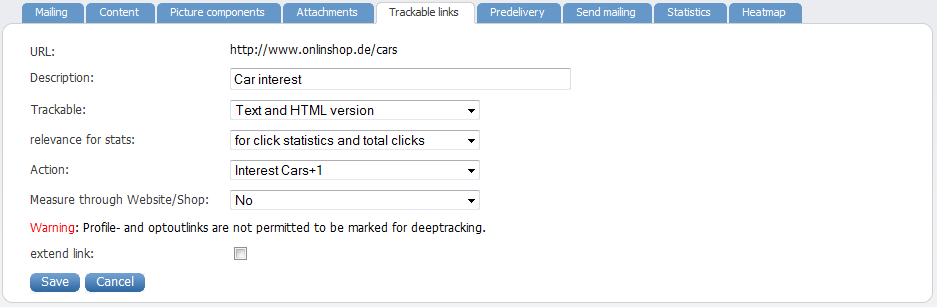 Mailing Content Picture components Attachments Trackable links Predelivery Send mailing Statistics Heatmap
URL: http://www.onlinshop.de/cars
Description: Car interest
Trackable: Text and HTML version
relevance for stats: for click statistics and total clicks
Action: Interest Cars+1
Measure through Website/Shop: No
Warning: Profile- and optoutlinks are not permitted to be marked for deeptracking.
extend link:
Save Cancel